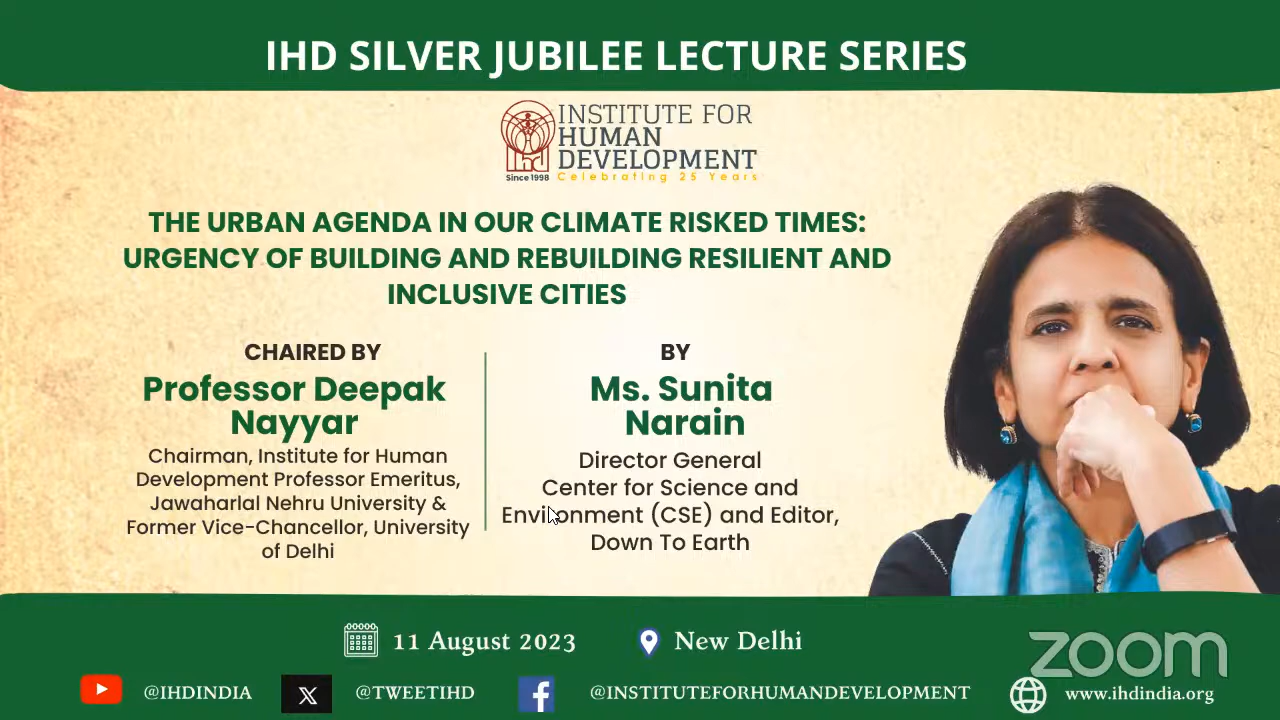 IHD SILVER JUBILEE LECTURE SERIES
INSTITUTE FOR
HUMAN
DEVELOPMENT
ihd
Since 1998
Celebrating 25 Years
THE URBAN AGENDA IN OUR CLIMATE RISKED TIMES:
URGENCY OF BUILDING AND REBUILDING RESILIENT AND
INCLUSIVE CITIES
CHAIRED BY
Professor Deepak
Nayyar
Chairman, Institute for Human
Development Professor Emeritus,
Jawaharlal Nehru University &
Former Vice-Chancellor, University
of Delhi
BY
Ms. Sunita
Narain
Director General
Center for Science and
Environment (CSE) and Editor,
Down To Earth
11 August 2023
New Delhi
zoom
@IHDINDIA
@TWEETIHD
@INSTITUTEFORHUMANDEVELOPMENT
www.ihdindia.org